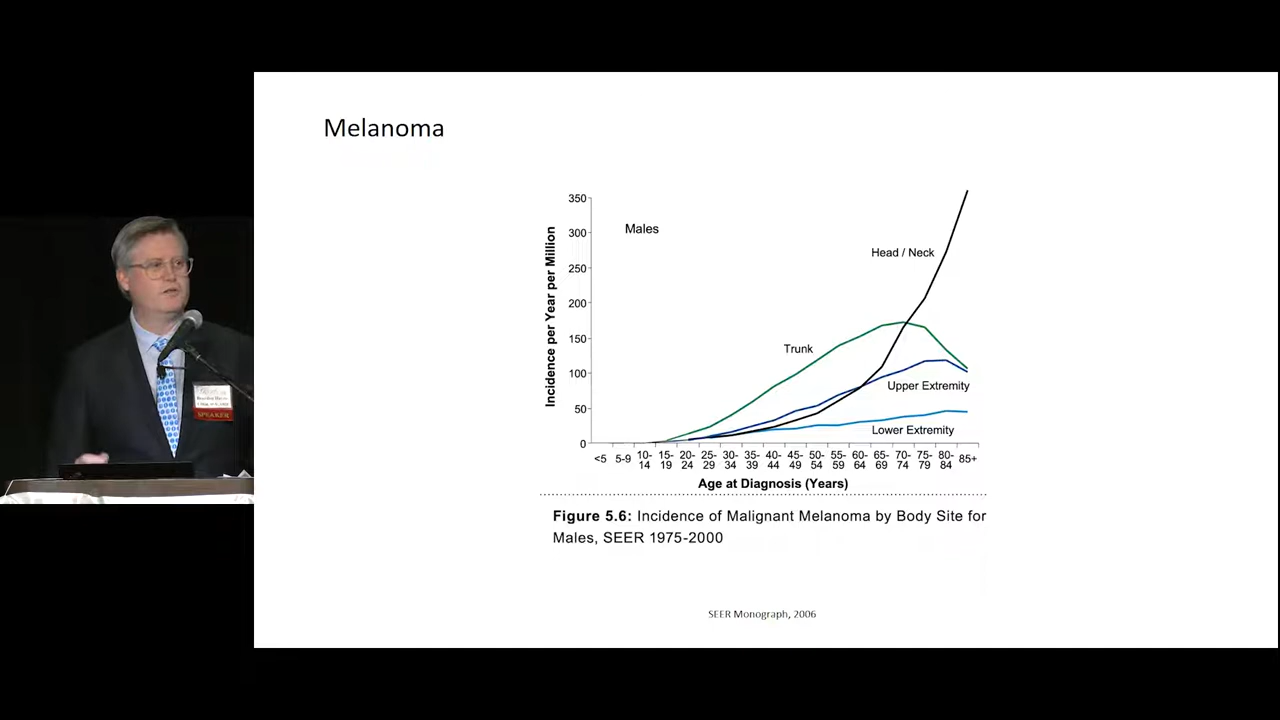 Melanoma
350
300
250
200
150
100
50
0
Incidence per Year per Million
Males
Head / Neck
Trunk
Upper Extremity
Lower Extremity
<5 5-9 10-14 15-19 20-24 25-29 30-34 35-39 40-44 45-49 50-54 55-59 60-64 65-69 70-74 75-79 80-84 85+
Age at Diagnosis (Years)
Figure 5.6: Incidence of Malignant Melanoma by Body Site for
Males, SEER 1975-2000
SEER Monograph, 2006
SPEAKER